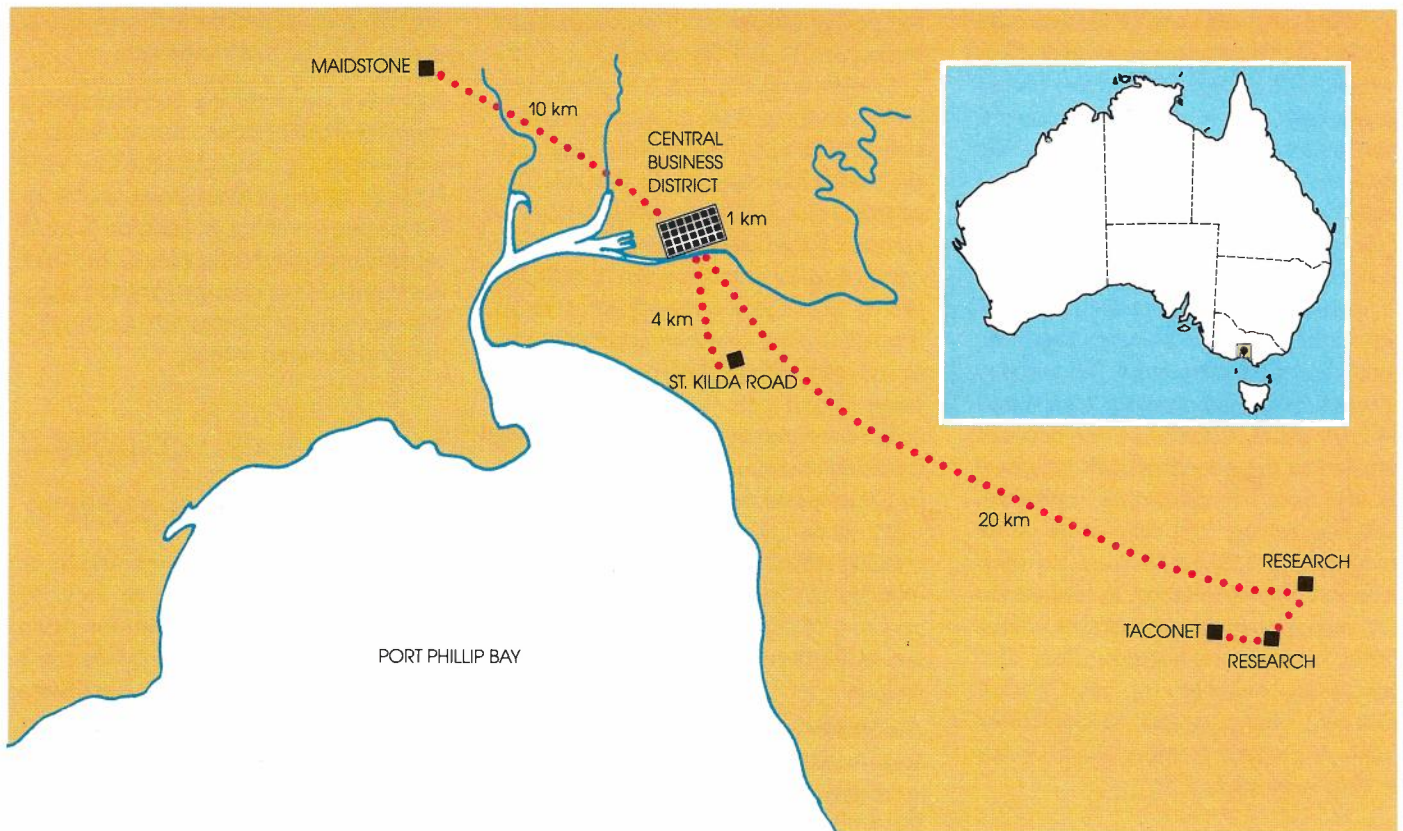 MAIDSTONE
10 km
CENTRAL
BUSINESS
DISTRICT
1 km
4 km
ST. KILDA ROAD
20 km
RESEARCH
TACONET
RESEARCH
PORT PHILLIP BAY